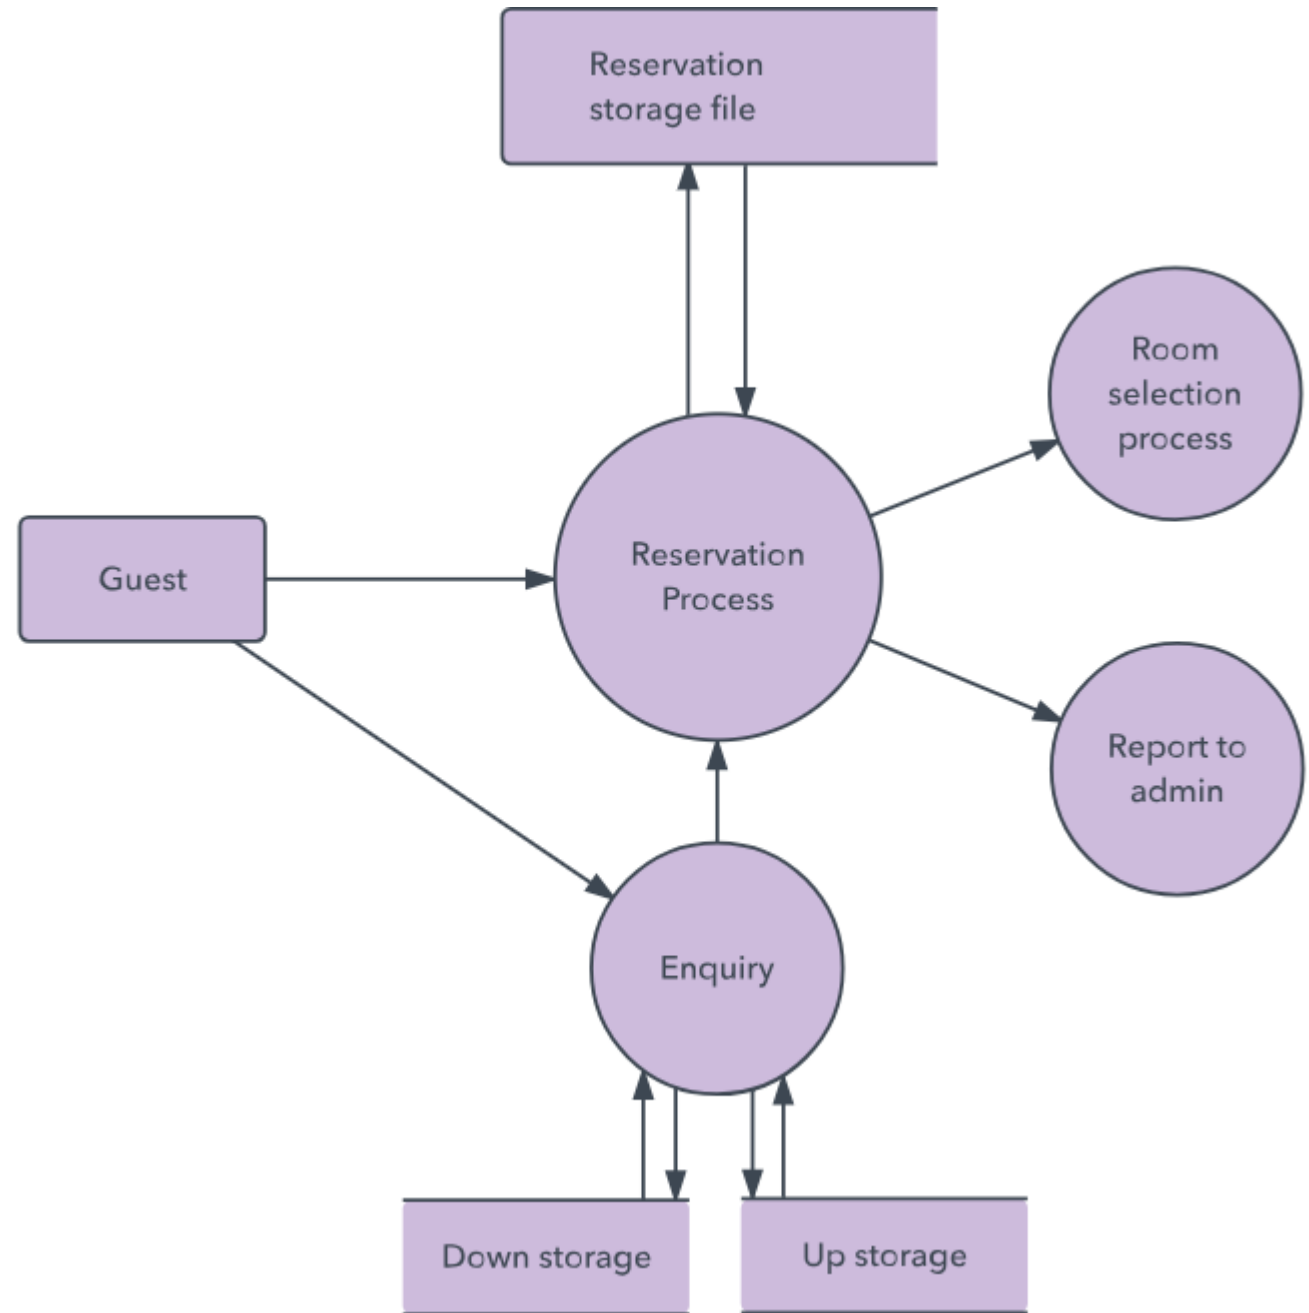 Reservation
storage file
Room
selection
process
Guest
Reservation
Process
Report to
admin
Enquiry
Down storage
Up storage